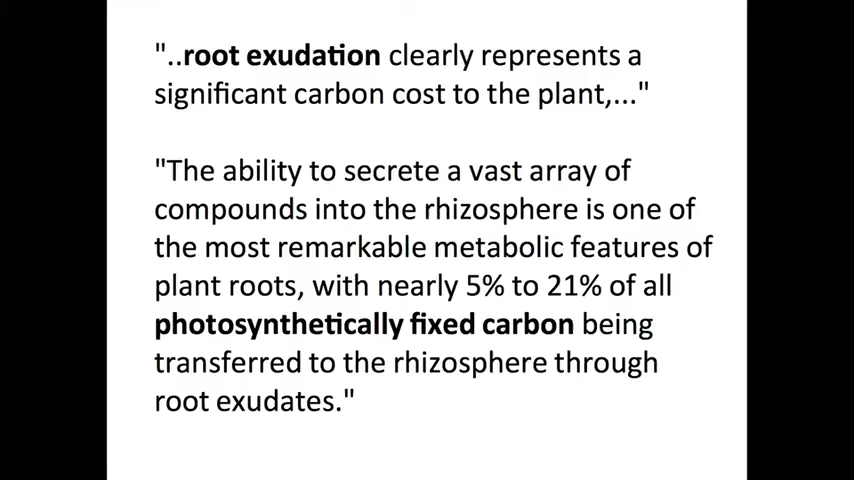 "..root exudation clearly represents a
significant carbon cost to the plant,..."
"The ability to secrete a vast array of
compounds into the rhizosphere is one of
the most remarkable metabolic features of
plant roots, with nearly 5% to 21% of all
photosynthetically fixed carbon being
transferred to the rhizosphere through
root exudates."